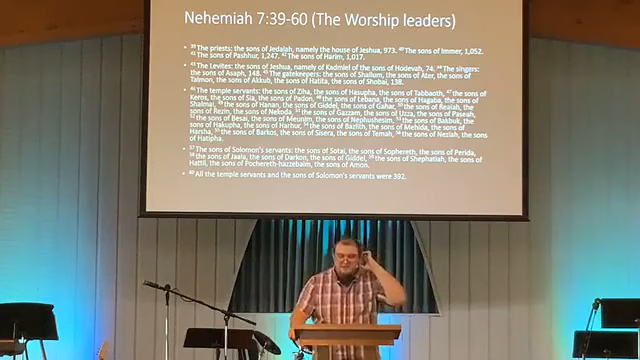 Nehemiah 7:39-60 (The Worship leaders)
• 39 The priests: the sons of Jedaiah, namely the house of Jeshua, 973. 40 The sons of Immer, 1,052.
41 The sons of Pashhur, 1,247. 42 The sons of Harim, 1,017.
• 43 The Levites: the sons of Jeshua, namely of Kadmiel of the sons of Hodevah, 74. 44 The singers:
the sons of Asaph, 148. 45 The gatekeepers: the sons of Shallum, the sons of Ater, the sons of
Talmon, the sons of Akkub, the sons of Hatita, the sons of Shobai, 138.
• 46 The temple servants: the sons of Ziha, the sons of Hasupha, the sons of Tabbaoth, 47 the sons of
Keros, the sons of Sia, the sons of Padon, 48 the sons of Lebana, the sons of Hagaba, the sons of
Shalmai, 49 the sons of Hanan, the sons of Giddel, the sons of Gahar, 50 the sons of Reaiah, the
sons of Rezin, the sons of Nekoda, 51 the sons of Gazzam, the sons of Uzza, the sons of Paseah,
52 the sons of Besai, the sons of Meunim, the sons of Nephushesim, 53 the sons of Bakbuk, the
sons of Hakupha, the sons of Harhur, 54 the sons of Bazlith, the sons of Mehida, the sons of
Harsha, 55 the sons of Barkos, the sons of Sisera, the sons of Temah, 56 the sons of Neziah, the sons
of Hatipha.
• 57 The sons of Solomon's servants: the sons of Sotai, the sons of Sophereth, the sons of Perida,
58 the sons of Jaala, the sons of Darkon, the sons of Giddel, 59 the sons of Shephatiah, the sons of
Hattil, the sons of Pochereth-hazzebaim, the sons of Amon.
• 60 All the temple servants and the sons of Solomon's servants were 392.